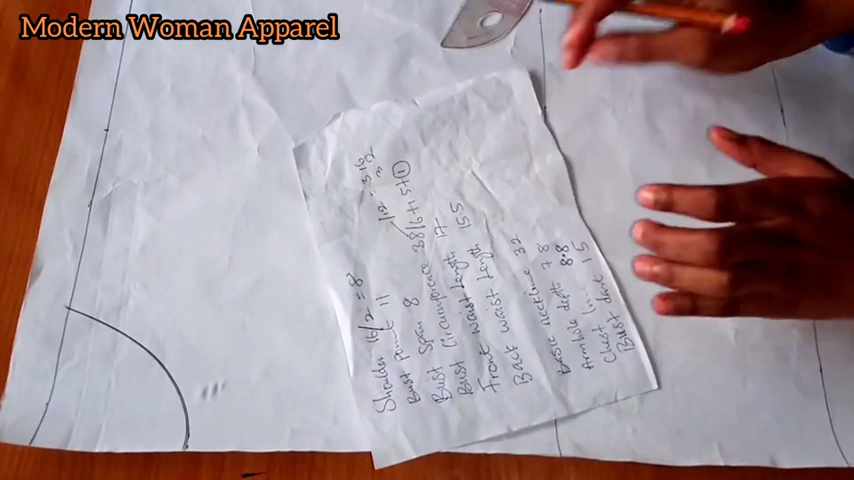 Modern Woman Apparel
Shoulder 16/2 = 8
Bust Point 11
Bust Span 8
Bust Circumference 38/6+1.5+1
Bust Waist Length 17
Front Waist Length 15.5
Back waist length
Basic neckline 32
Armhole depth 7.8
Chest line 8.8
Bust dart 1.5